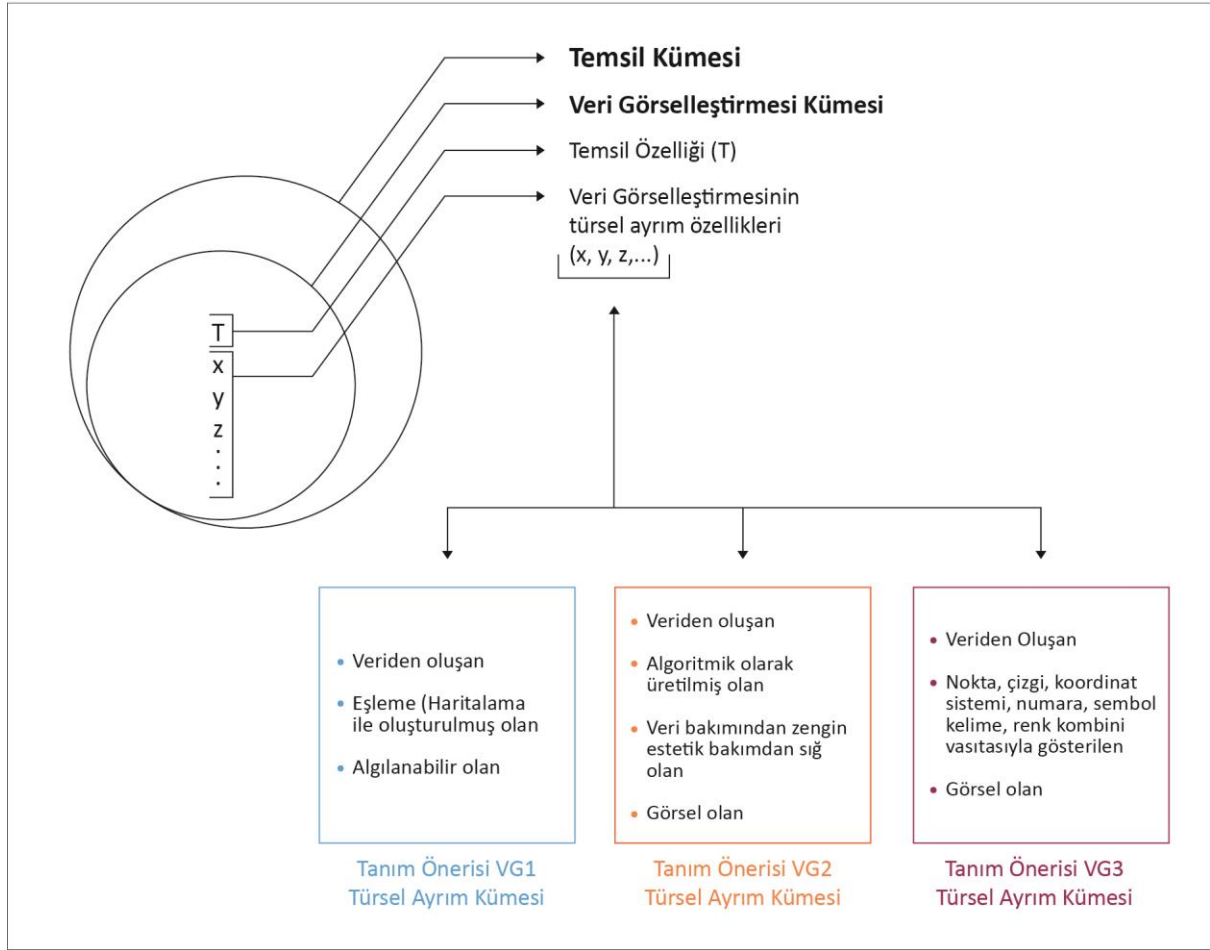 Temsil Kümesi
Veri Görselleştirmesi Kümesi
Temsil Özelliği (T)
Veri Görselleştirmesinin
türsel ayrım özellikleri
(x, y, z,...)
T
x
y
z
.
.
.
• Veriden oluşan
• Eşleme (Haritalama
ile oluşturulmuş olan
• Algılanabilir olan
Tanım Önerisi VG1
Türsel Ayrım Kümesi
• Veriden oluşan
• Algoritmik olarak
üretilmiş olan
• Veri bakımından zengin
estetik bakımdan sığ
olan
• Görsel olan
Tanım Önerisi VG2
Türsel Ayrım Kümesi
• Veriden Oluşan
• Nokta, çizgi, koordinat
sistemi, numara, sembol
kelime, renk kombini
vasıtasıyla gösterilen
• Görsel olan
Tanım Önerisi VG3
Türsel Ayrım Kümesi